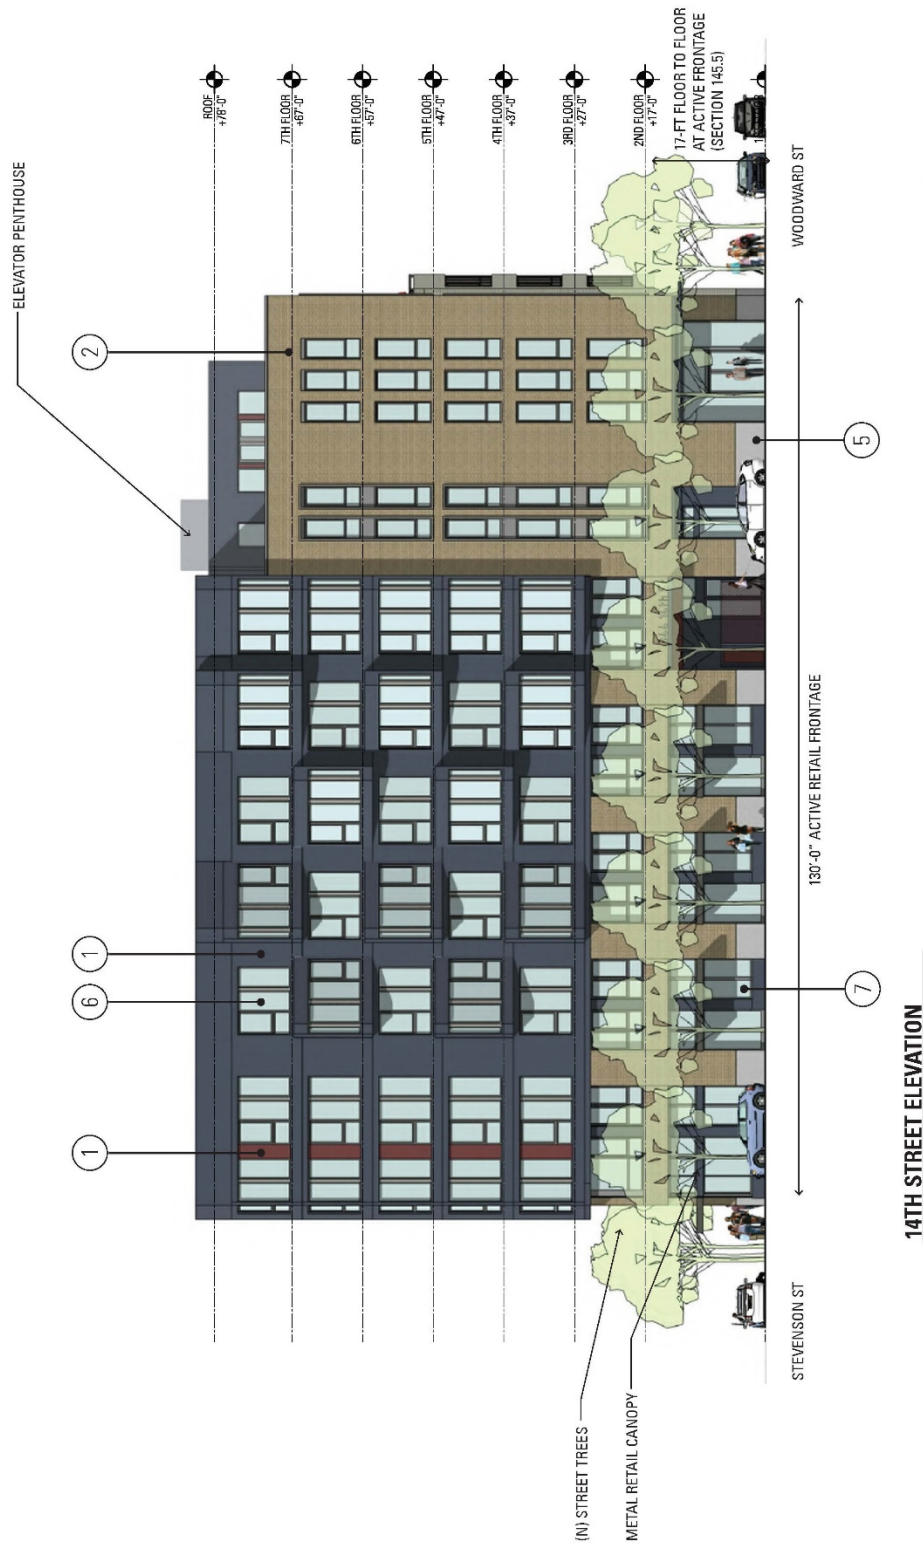 ELEVATOR PENTHOUSE
1
6
1
2
ROOF
+78'-0"
7TH FLOOR
+67'-0"
6TH FLOOR
+57'-0"
5TH FLOOR
+47'-0"
4TH FLOOR
+37'-0"
3RD FLOOR
+27'-0"
2ND FLOOR
+17'-0"
17-FT FLOOR TO FLOOR
AT ACTIVE FRONTAGE
(SECTION 145.5)
(N) STREET TREES
METAL RETAIL CANOPY
STEVENSON ST
130'-0" ACTIVE RETAIL FRONTAGE
WOODWARD ST
7
5
14TH STREET ELEVATION